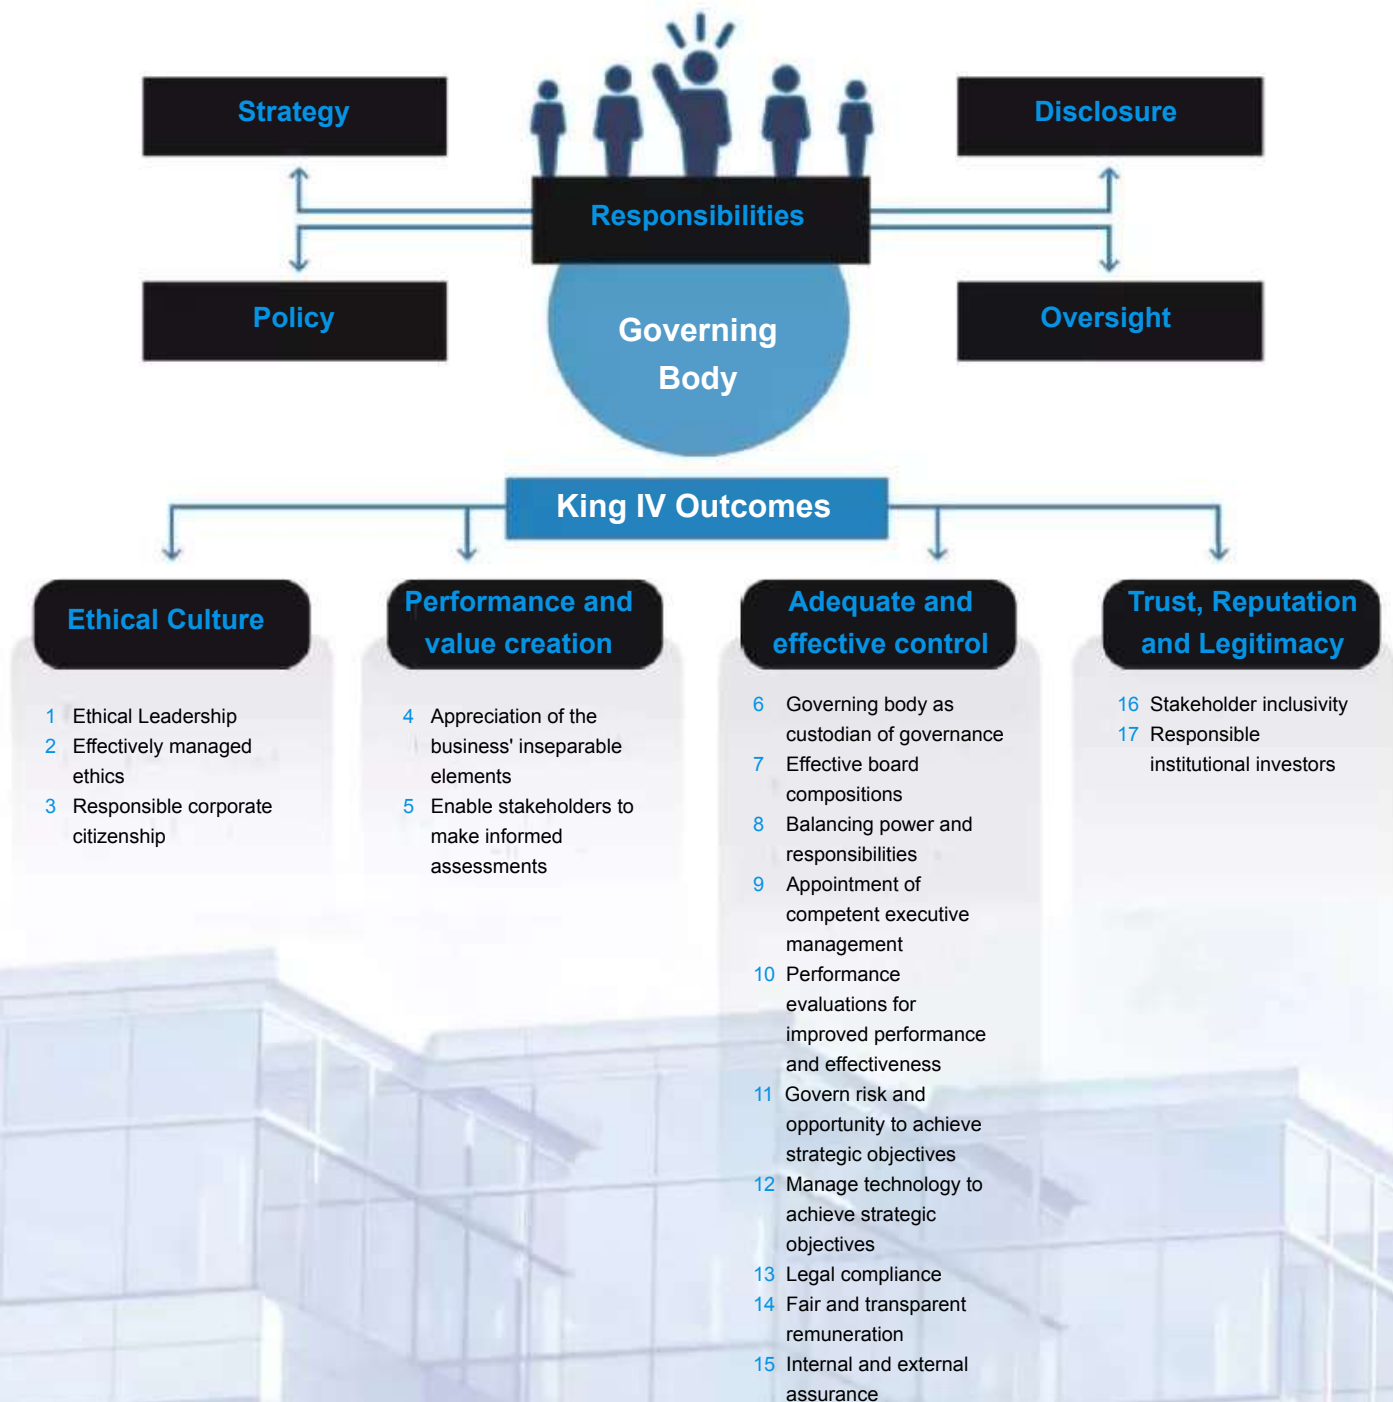 Strategy
Disclosure
Responsibilities
Policy
Oversight
Governing
Body
King IV Outcomes
Ethical Culture
1 Ethical Leadership
2 Effectively managed
ethics
3 Responsible corporate
citizenship
Performance and
value creation
4 Appreciation of the
business' inseparable
elements
5 Enable stakeholders to
make informed
assessments
Adequate and
effective control
6 Governing body as
custodian of governance
7 Effective board
compositions
8 Balancing power and
responsibilities
9 Appointment of
competent executive
management
10 Performance
evaluations for
improved performance
and effectiveness
11 Govern risk and
opportunity to achieve
strategic objectives
12 Manage technology to
achieve strategic
objectives
13 Legal compliance
14 Fair and transparent
remuneration
15 Internal and external
assurance
Trust, Reputation
and Legitimacy
16 Stakeholder inclusivity
17 Responsible
institutional investors